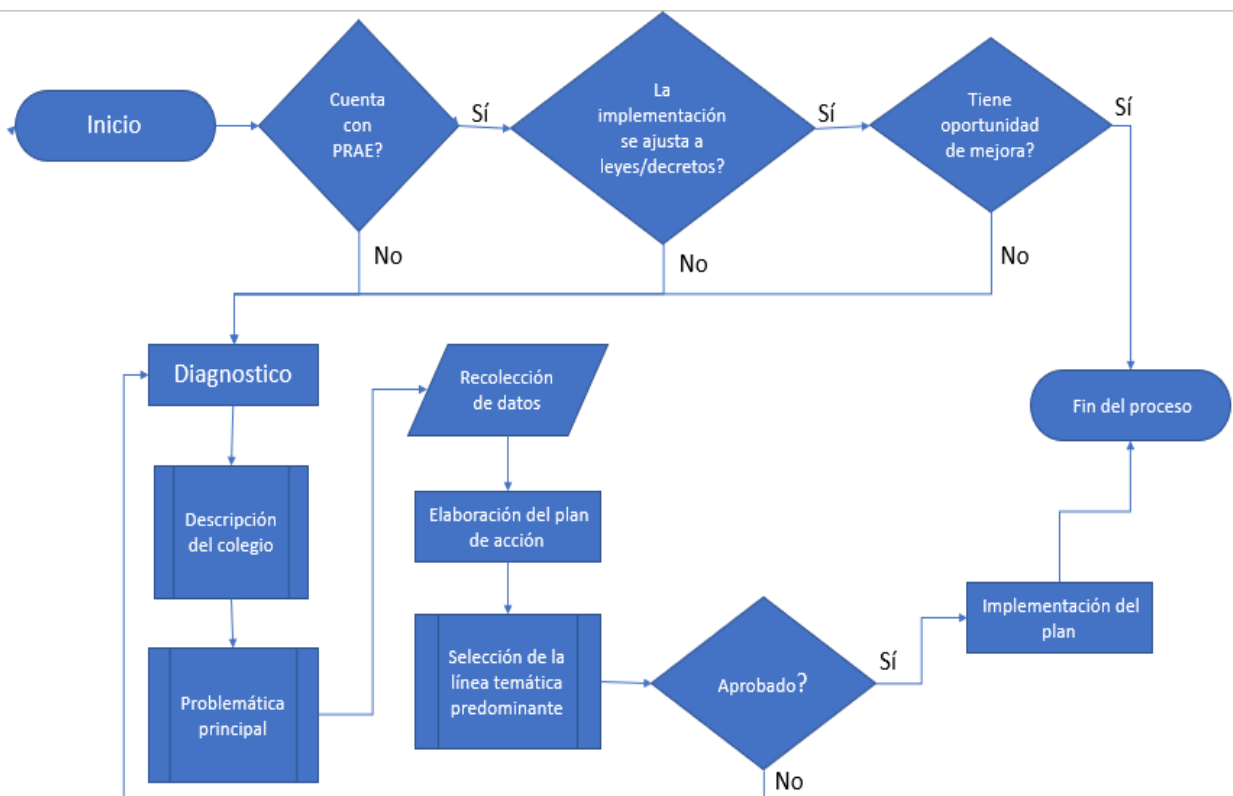 Inicio
Cuenta
con
PRAE?
Sí
La
implementación
se ajusta a
leyes/decretos?
Sí
Tiene
oportunidad
de mejora?
Sí
No
No
No
Diagnostico
Recolección
de datos
Fin del proceso
Descripción
del colegio
Elaboración del plan
de acción
Problemática
principal
Selección de la
línea temática
predominante
Aprobado?
Sí
Implementación del
plan
No